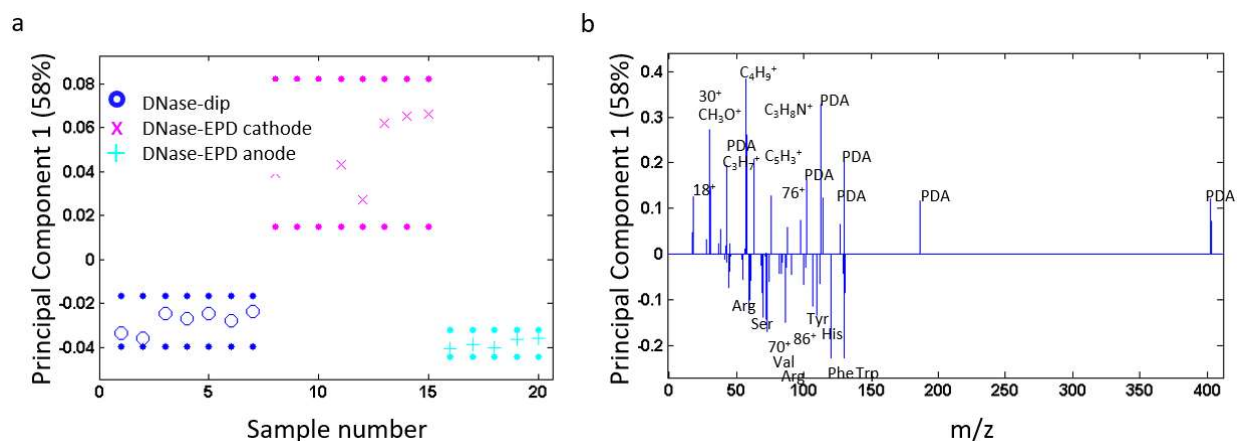 a
Principal Component 1 (58%)
0.08
0.06
0.04
0.02
0
-0.02
-0.04
DNase-dip
DNase-EPD cathode
DNase-EPD anode
0
5
10
15
20
Sample number
b
Principal Component 1 (58%)
0.4
0.3
0.2
0.1
0
-0.1
-0.2
C₄H₉⁺
30⁺
CH₃O⁺
C₃H₈N⁺
PDA
PDA
C₃H₇⁺
C₅H₃⁺
PDA
18⁺
76⁺
PDA
PDA
PDA
PDA
Arg
Ser
Tyr
70⁺
86⁺
His
Val
Arg
Phe
Trp
0
50
100
150
200
250
300
350
400
m/z